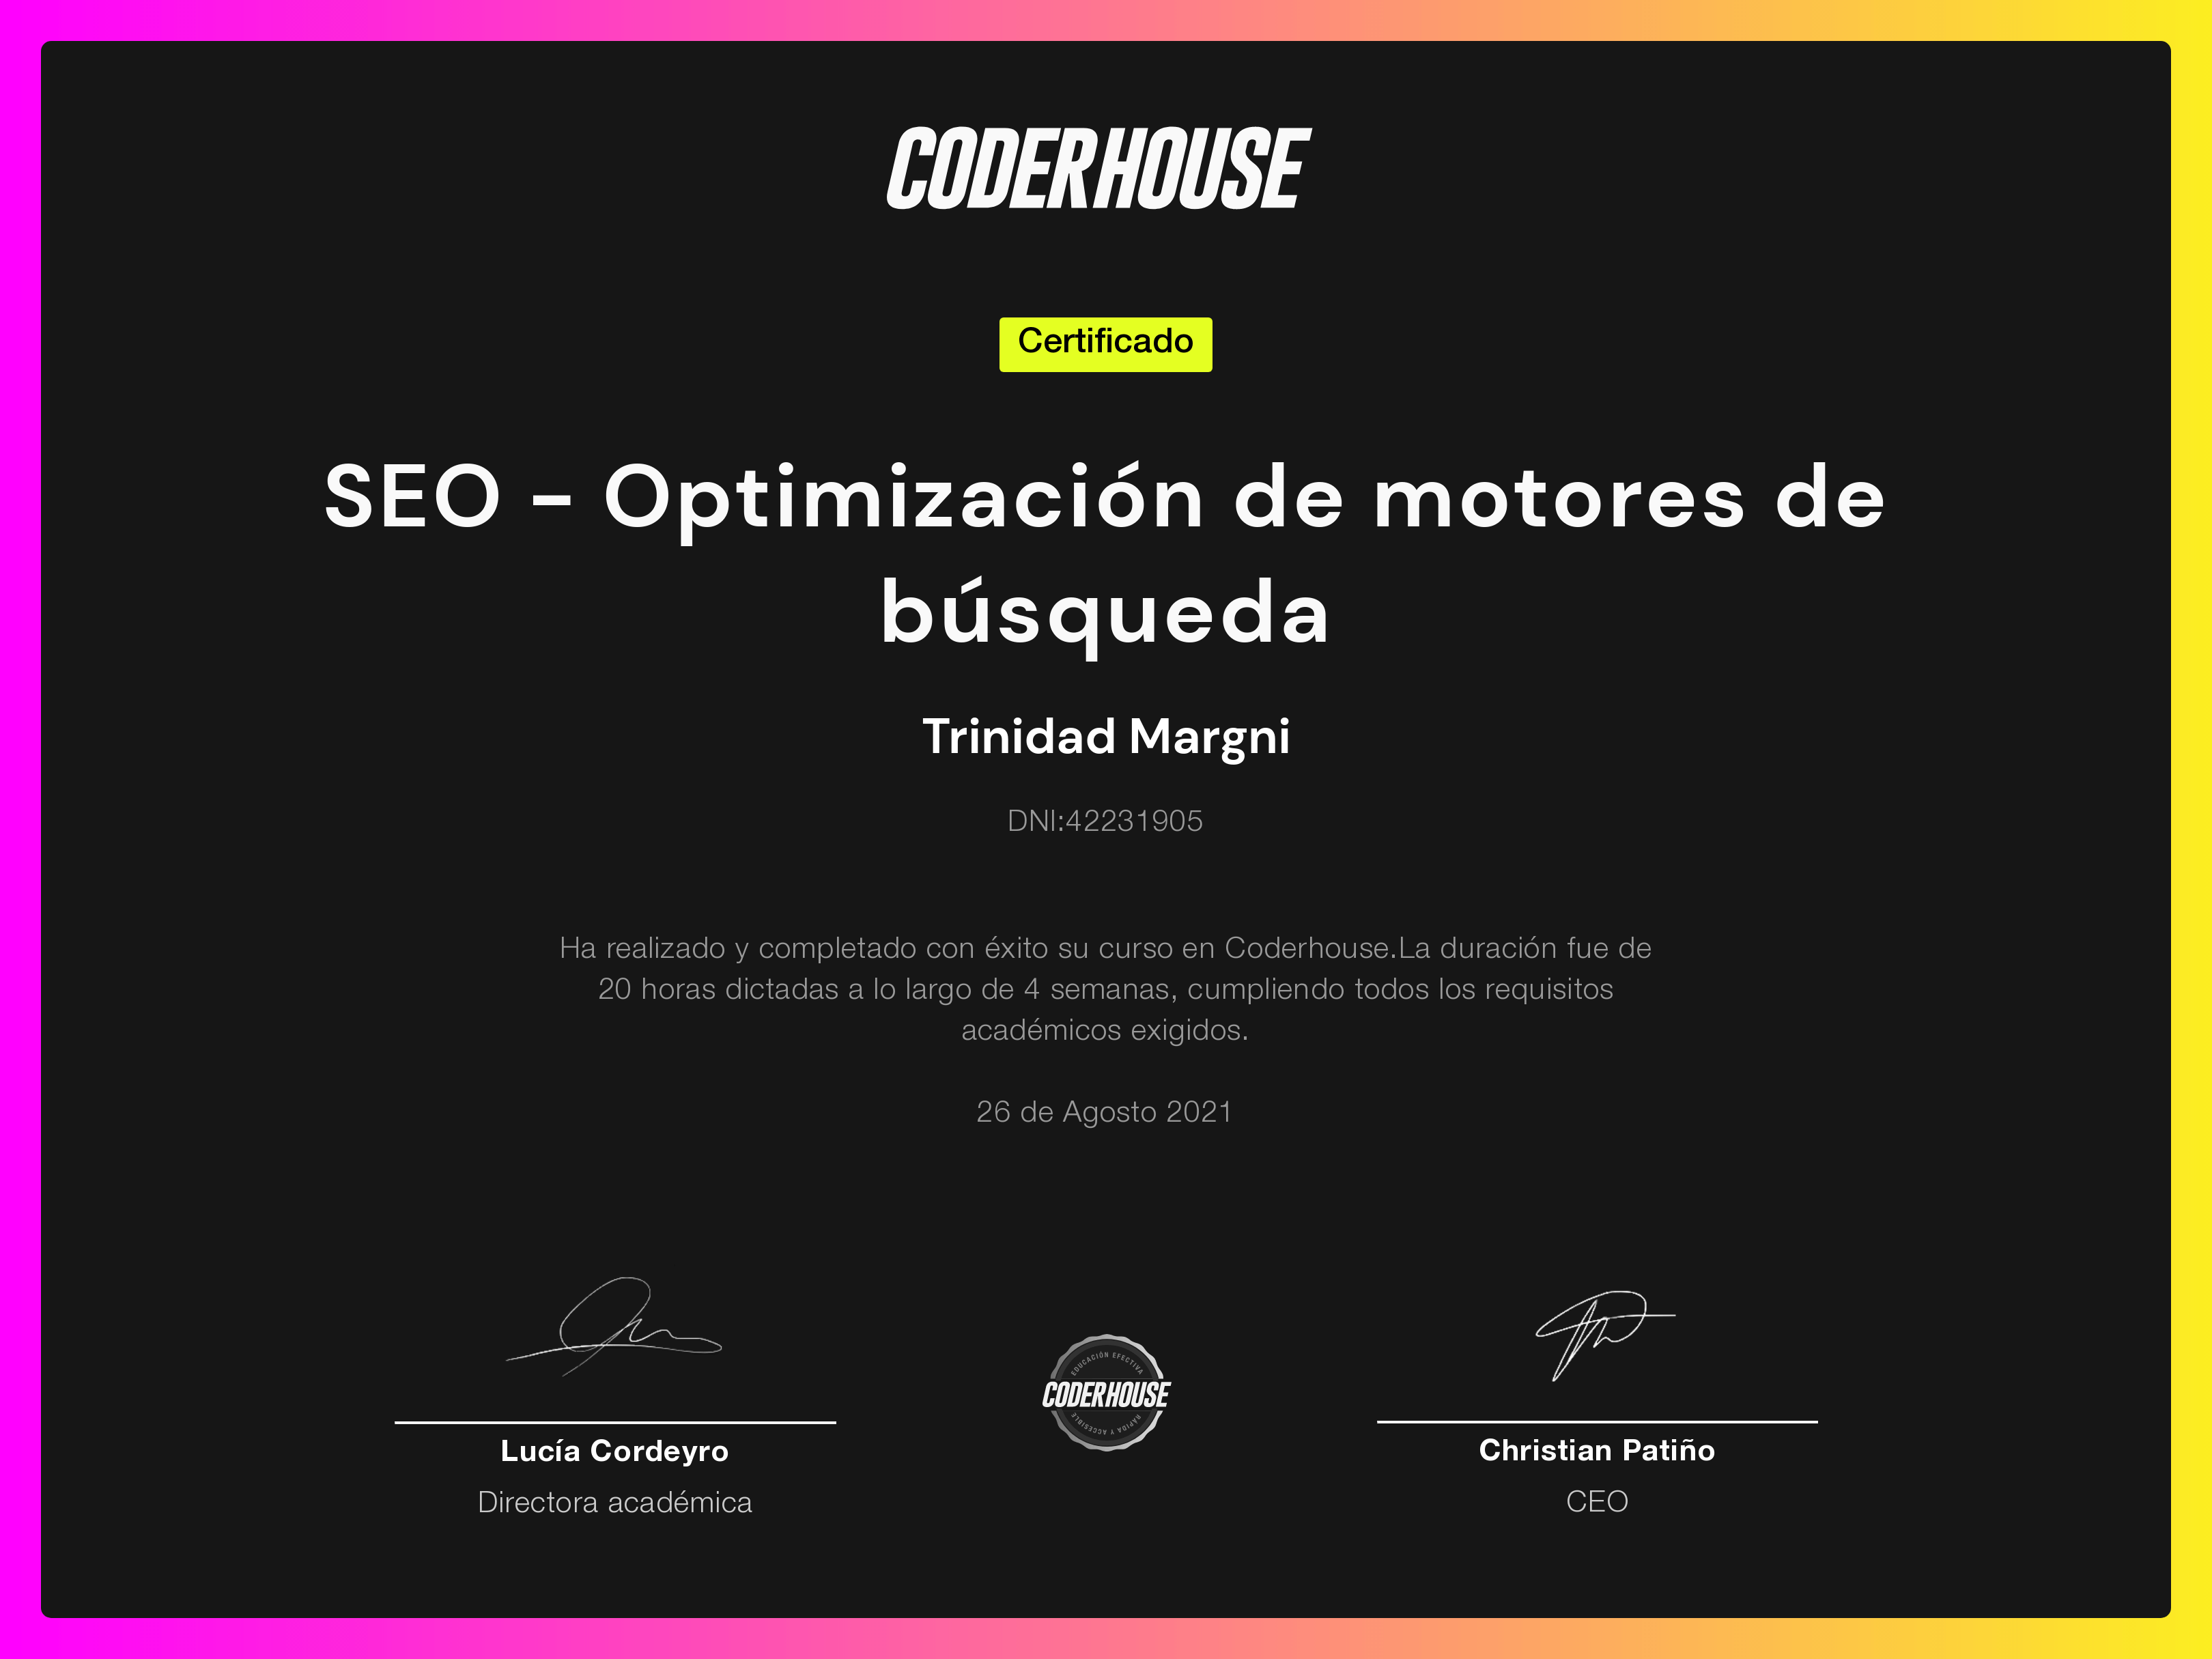 CODERHOUSE
Certificado
SEO - Optimización de motores de
búsqueda
Trinidad Margni
DNI:42231905
Ha realizado y completado con éxito su curso en Coderhouse.La duración fue de
20 horas dictadas a lo largo de 4 semanas, cumpliendo todos los requisitos
académicos exigidos.
26 de Agosto 2021
EDUCACIÓN EFECTIVA
CODERHOUSE
RÁPIDA Y ACCESIBLE
Lucía Cordeyro
Directora académica
Christian Patiño
CEO